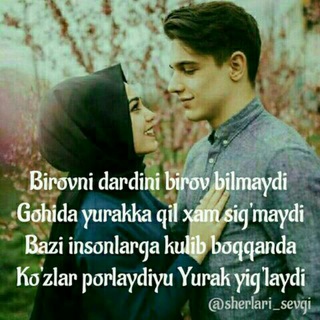 Birovni dardini birov bilmaydi
Gohida yurakka qil xam sig'maydi
Bazi insonlarga kulib boqqanda
Ko'zlar porlaydiyu Yurak yig'laydi
@sherlari_sevgi